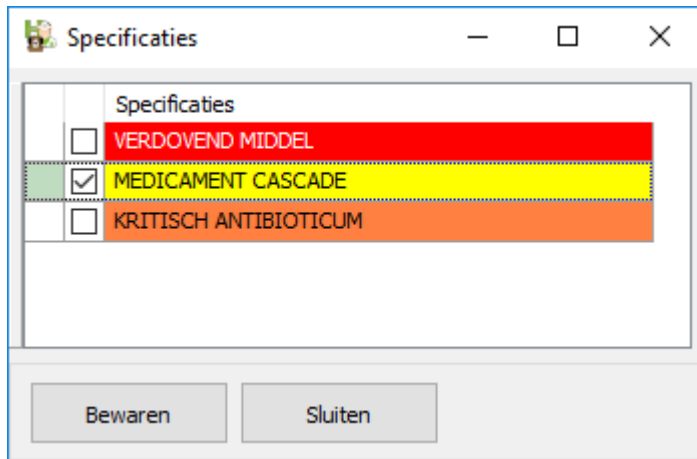 Specificaties
Specificaties
VERDOVEND MIDDEL
MEDICAMENT CASCADE
KRITISCH ANTIBIOTICUM
Bewaren Sluiten